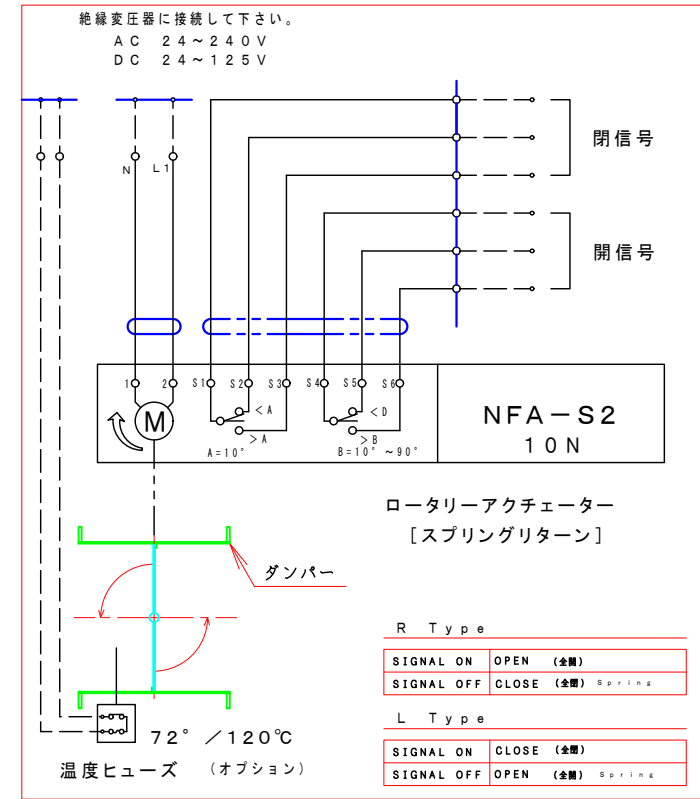 絶縁変圧器に接続して下さい。
AC 24～240V
DC 24～125V
N L1
閉信号
開信号
1 2 S1 S2 S3 S4 S5 S6
M
<A
>A
A=10°
<D
>B
B=10°～90°
NFA－S2
10N
ロータリーアクチェーター
[スプリングリターン]
ダンパー
R Type
SIGNAL ON OPEN (全開)
SIGNAL OFF CLOSE (全閉) Spring
L Type
SIGNAL ON CLOSE (全閉)
SIGNAL OFF OPEN (全開) Spring
72°／120℃
温度ヒューズ (オプション)